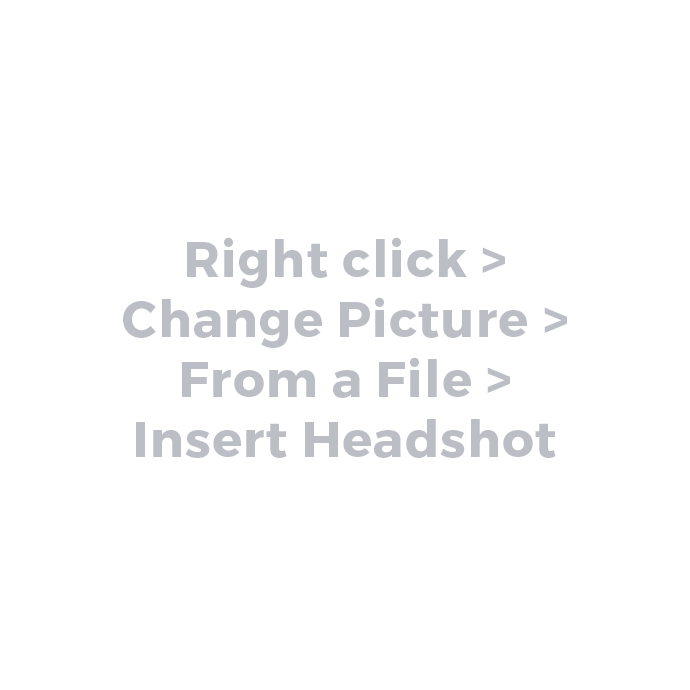 Right click >
Change Picture >
From a File >
Insert Headshot